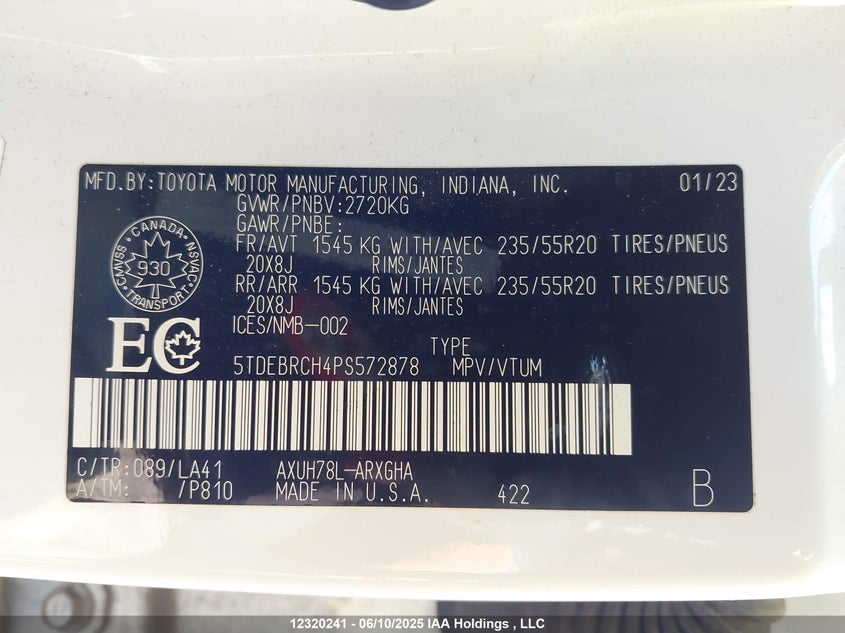 MFD.BY:TOYOTA MOTOR MANUFACTURING, INDIANA, INC. 01/23
GVWR/PNBV:2720KG
GAWR/PNBE:
FR/AVT 1545 KG WITH/AVEC 235/55R20 TIRES/PNEUS
20X8J RIMS/JANTES
RR/ARR 1545 KG WITH/AVEC 235/55R20 TIRES/PNEUS
20X8J RIMS/JANTES
ICES/NMB-002
CANADA
CMVSS 930 NSVAC
TRANSPORT
EC
TYPE
5TDEBRCH4PS572878 MPV/VTUM
C/TR:089/LA41 AXUH78L-ARXGHA
A/TM: /P810 MADE IN U.S.A. 422 B
12320241 - 06/10/2025 IAA Holdings , LLC